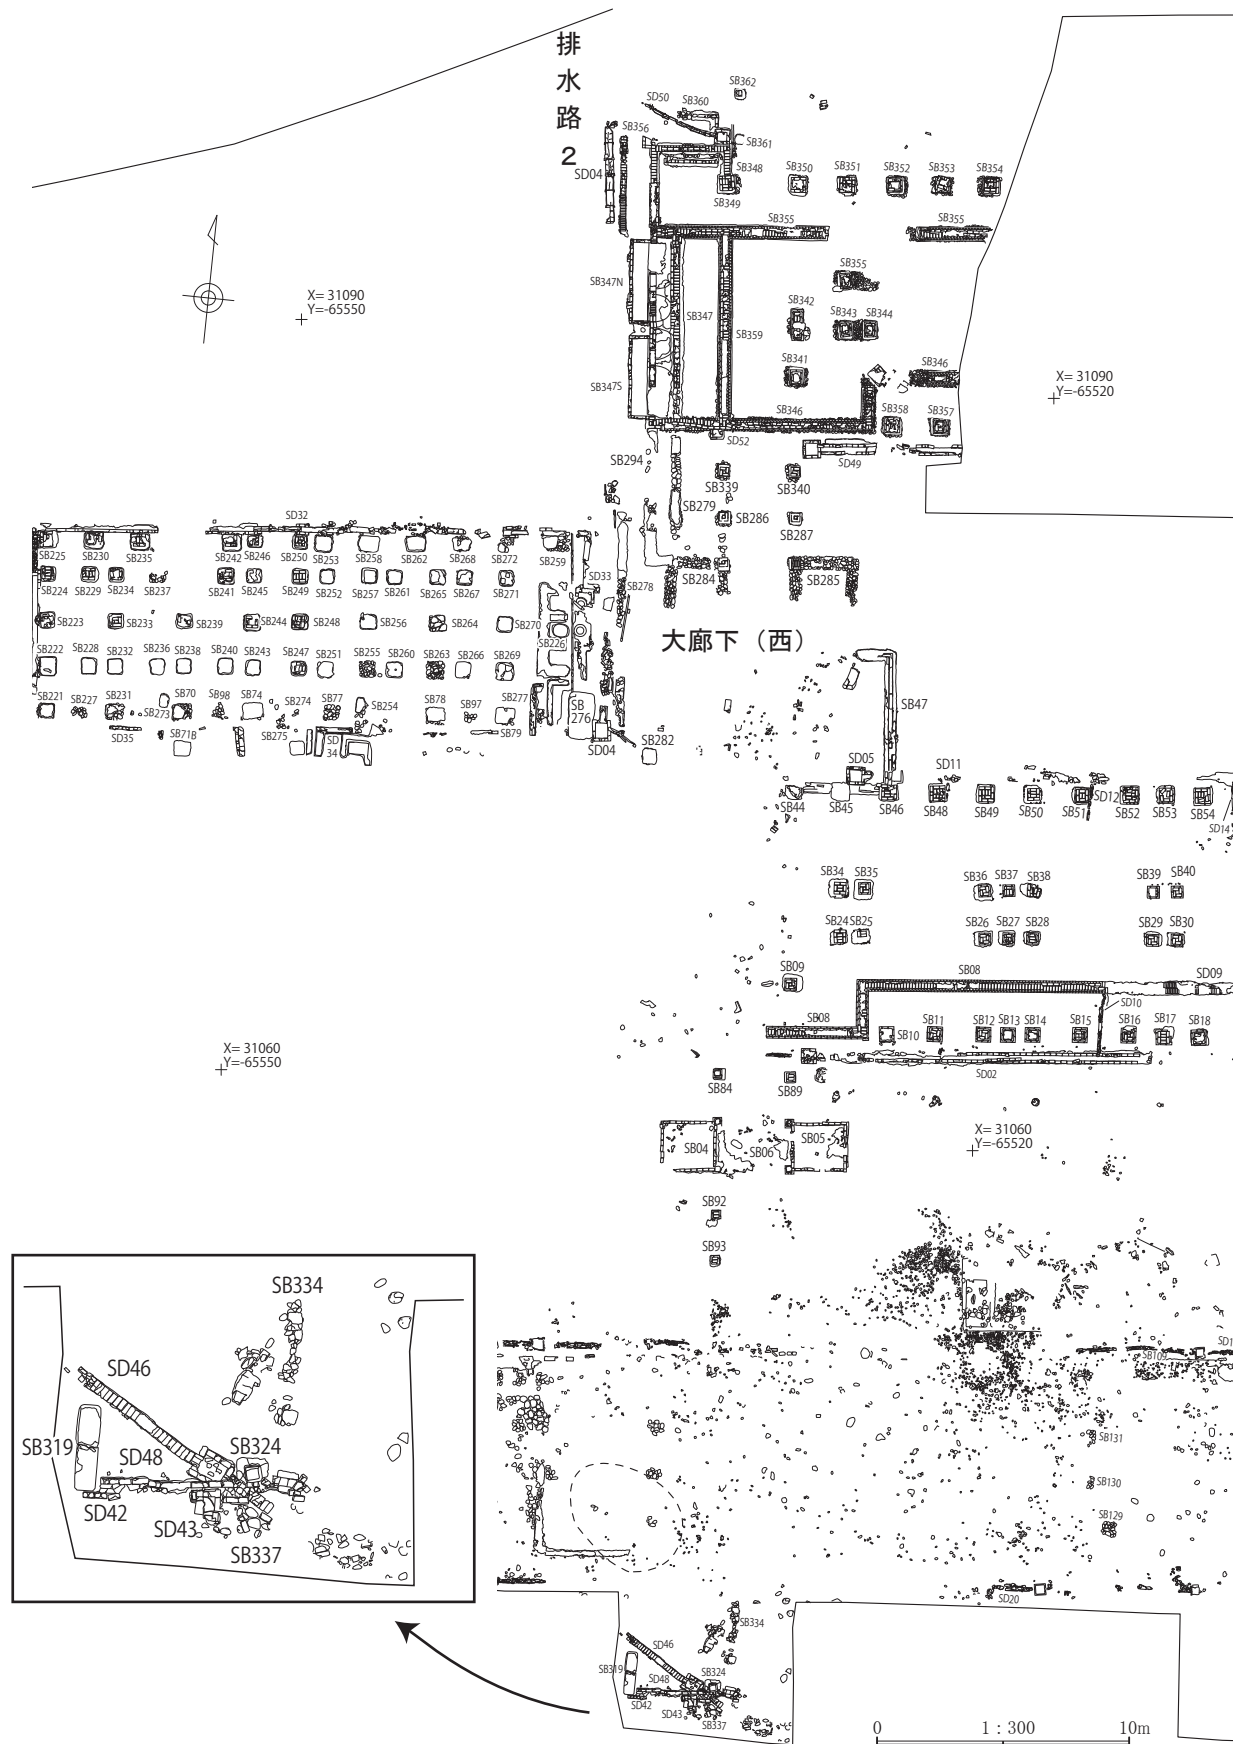 排水路2
SB362
SD50
SB360
SB356
SB361
SD04
SB348
SB350
SB351
SB352
SB353
SB354
SB349
SB355
SB355
SB347N
SB355
X= 31090
Y=-65550
SB342
SB347
SB359
SB343
SB344
SB341
SB346
SB347S
X= 31090
Y=-65520
SB346
SB358
SB357
SD52
SD49
SB294
SB339
SB340
SB279
SB286
SB287
SD32
SB225
SB230
SB235
SB242
SB246
SB250
SB253
SB258
SB262
SB268
SB272
SB259
SB284
SB285
SD33
SB278
SB224
SB229
SB234
SB237
SB241
SB245
SB249
SB252
SB257
SB261
SB265
SB267
SB271
SB223
SB233
SB239
SB244
SB248
SB256
SB264
SB270
SB226
大廊下（西）
SB222
SB228
SB232
SB236
SB238
SB240
SB243
SB247
SB251
SB255
SB260
SB263
SB266
SB269
SB221
SB227
SB231
SB273
SB70
SB98
SB74
SB274
SB77
SB254
SB78
SB97
SB277
SB276
SB47
SD35
SB71B
SB275
SD34
SB79
SD04
SB282
SD05
SD11
SB44
SB45
SB46
SB48
SB49
SB50
SB51
SD12
SB52
SB53
SB54
SD14
SB34
SB35
SB36
SB37
SB38
SB39
SB40
SB24
SB25
SB26
SB27
SB28
SB29
SB30
SB09
SB08
SD09
SD10
SB08
SB10
SB11
SB12
SB13
SB14
SB15
SB16
SB17
SB18
X= 31060
Y=-65550
SD02
SB84
SB89
X= 31060
Y=-65520
SB04
SB06
SB05
SB92
SB93
SB334
SD46
SB319
SD48
SB324
SD42
SD43
SB337
SD1
SB109
SB131
SB130
SB129
SD20
SB334
SD46
SB319
SD48
SB324
SD42
SD43
SB337
0 1：300 10m